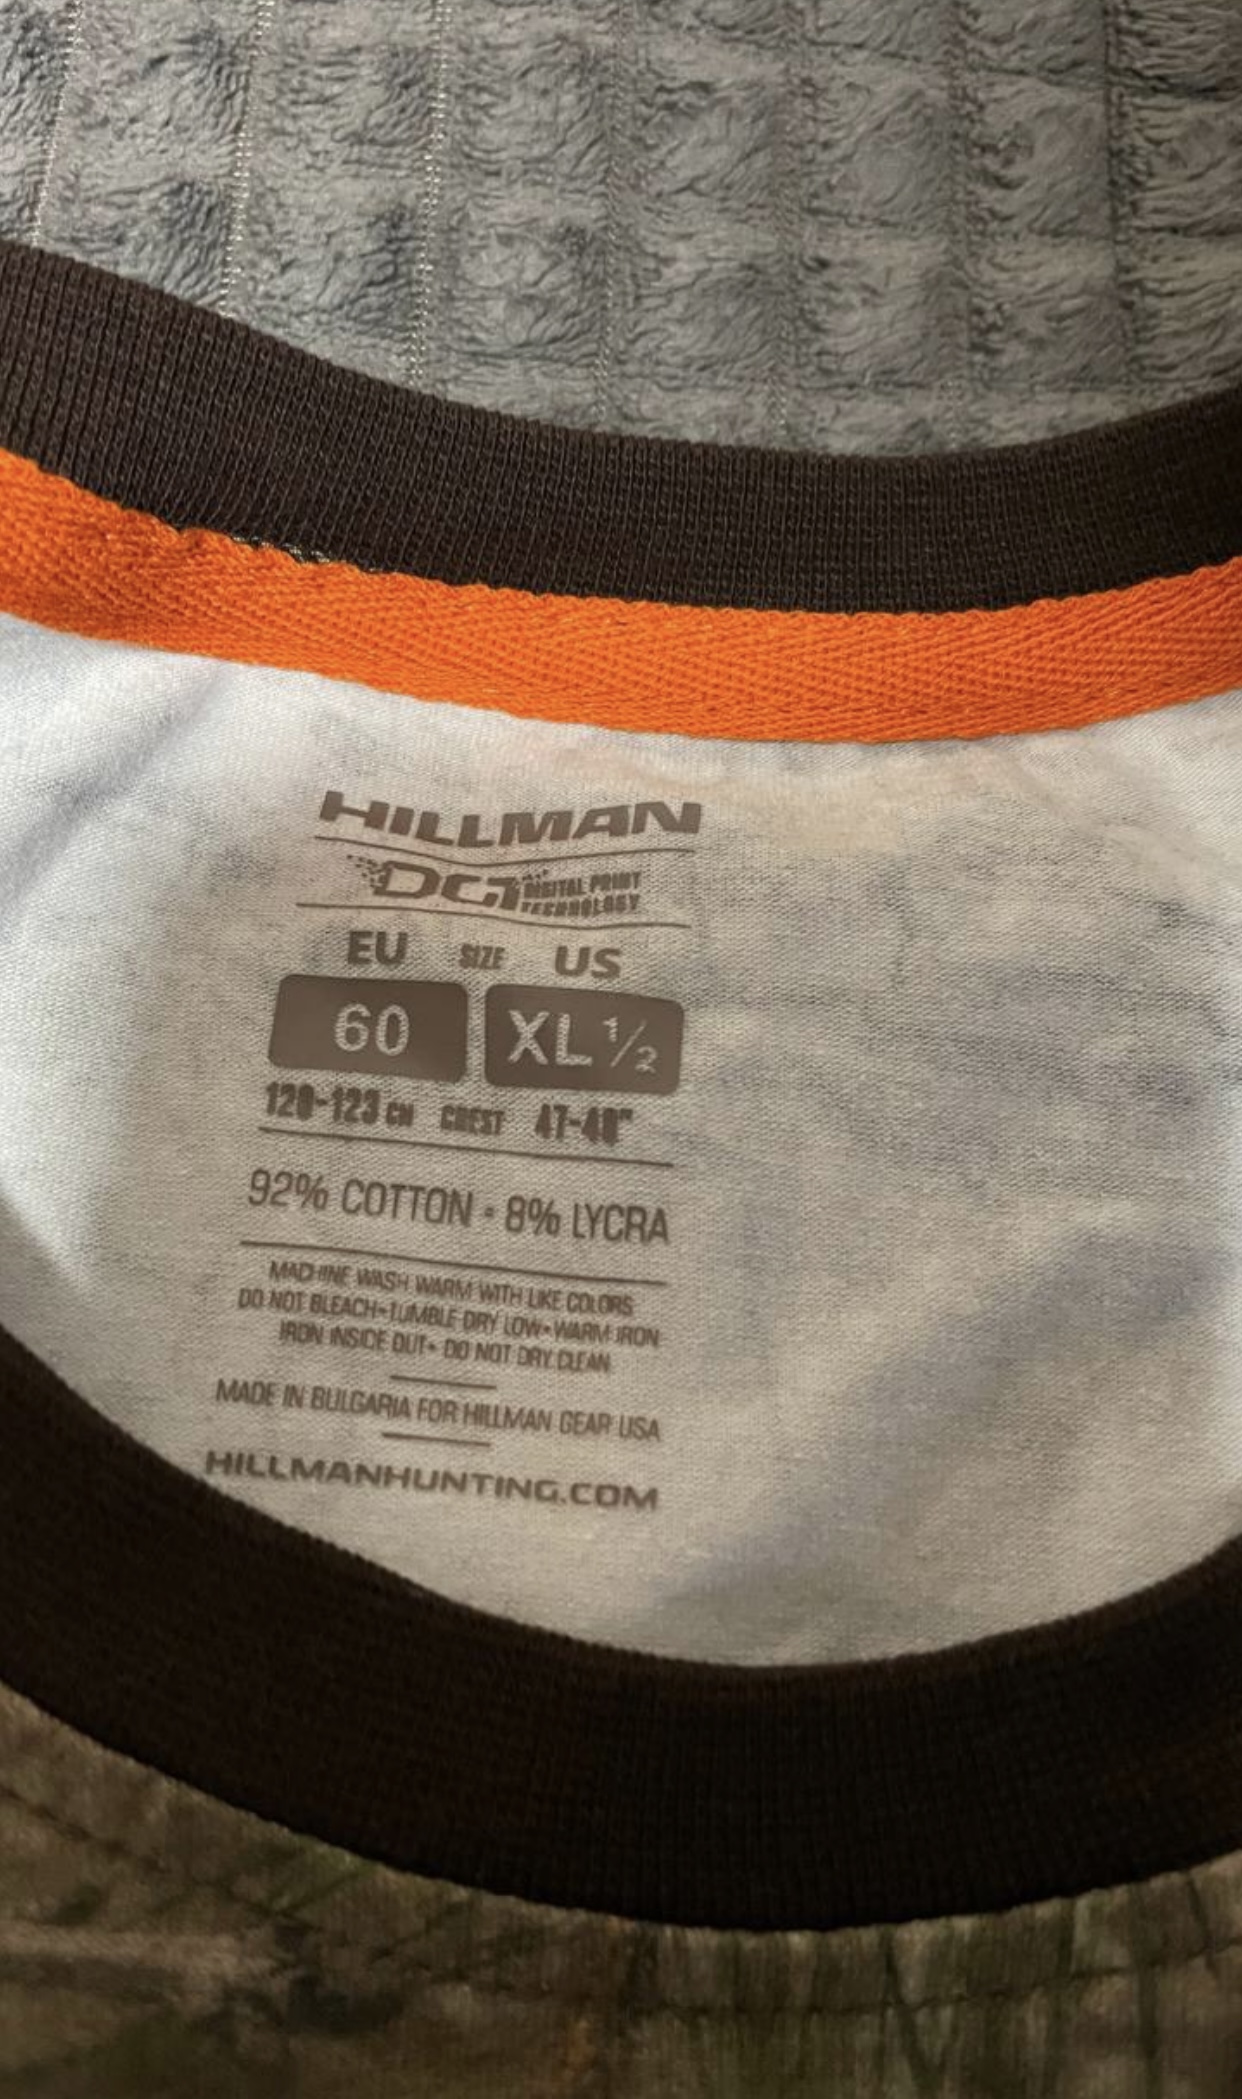 HILLMAN
DGT DIGITAL PRINT
TECHNOLOGY
EU SIZE US
60 XL 1/2
120-123 CM CHEST 47-48"
92% COTTON • 8% LYCRA
MACHINE WASH WARM WITH LIKE COLORS
DO NOT BLEACH • TUMBLE DRY LOW • WARM IRON
IRON INSIDE OUT • DO NOT DRY CLEAN
MADE IN BULGARIA FOR HILLMAN GEAR USA
HILLMANHUNTING.COM